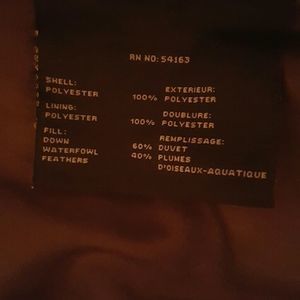 RN NO: 54163
SHELL: EXTERIEUR:
POLYESTER 100% POLYESTER
LINING: DOUBLURE:
POLYESTER 100% POLYESTER
FILL: REMPLISSAGE:
DOWN 60% DUVET
WATERFOWL 40% PLUMES
FEATHERS D'OISEAUX-AQUATIQUE